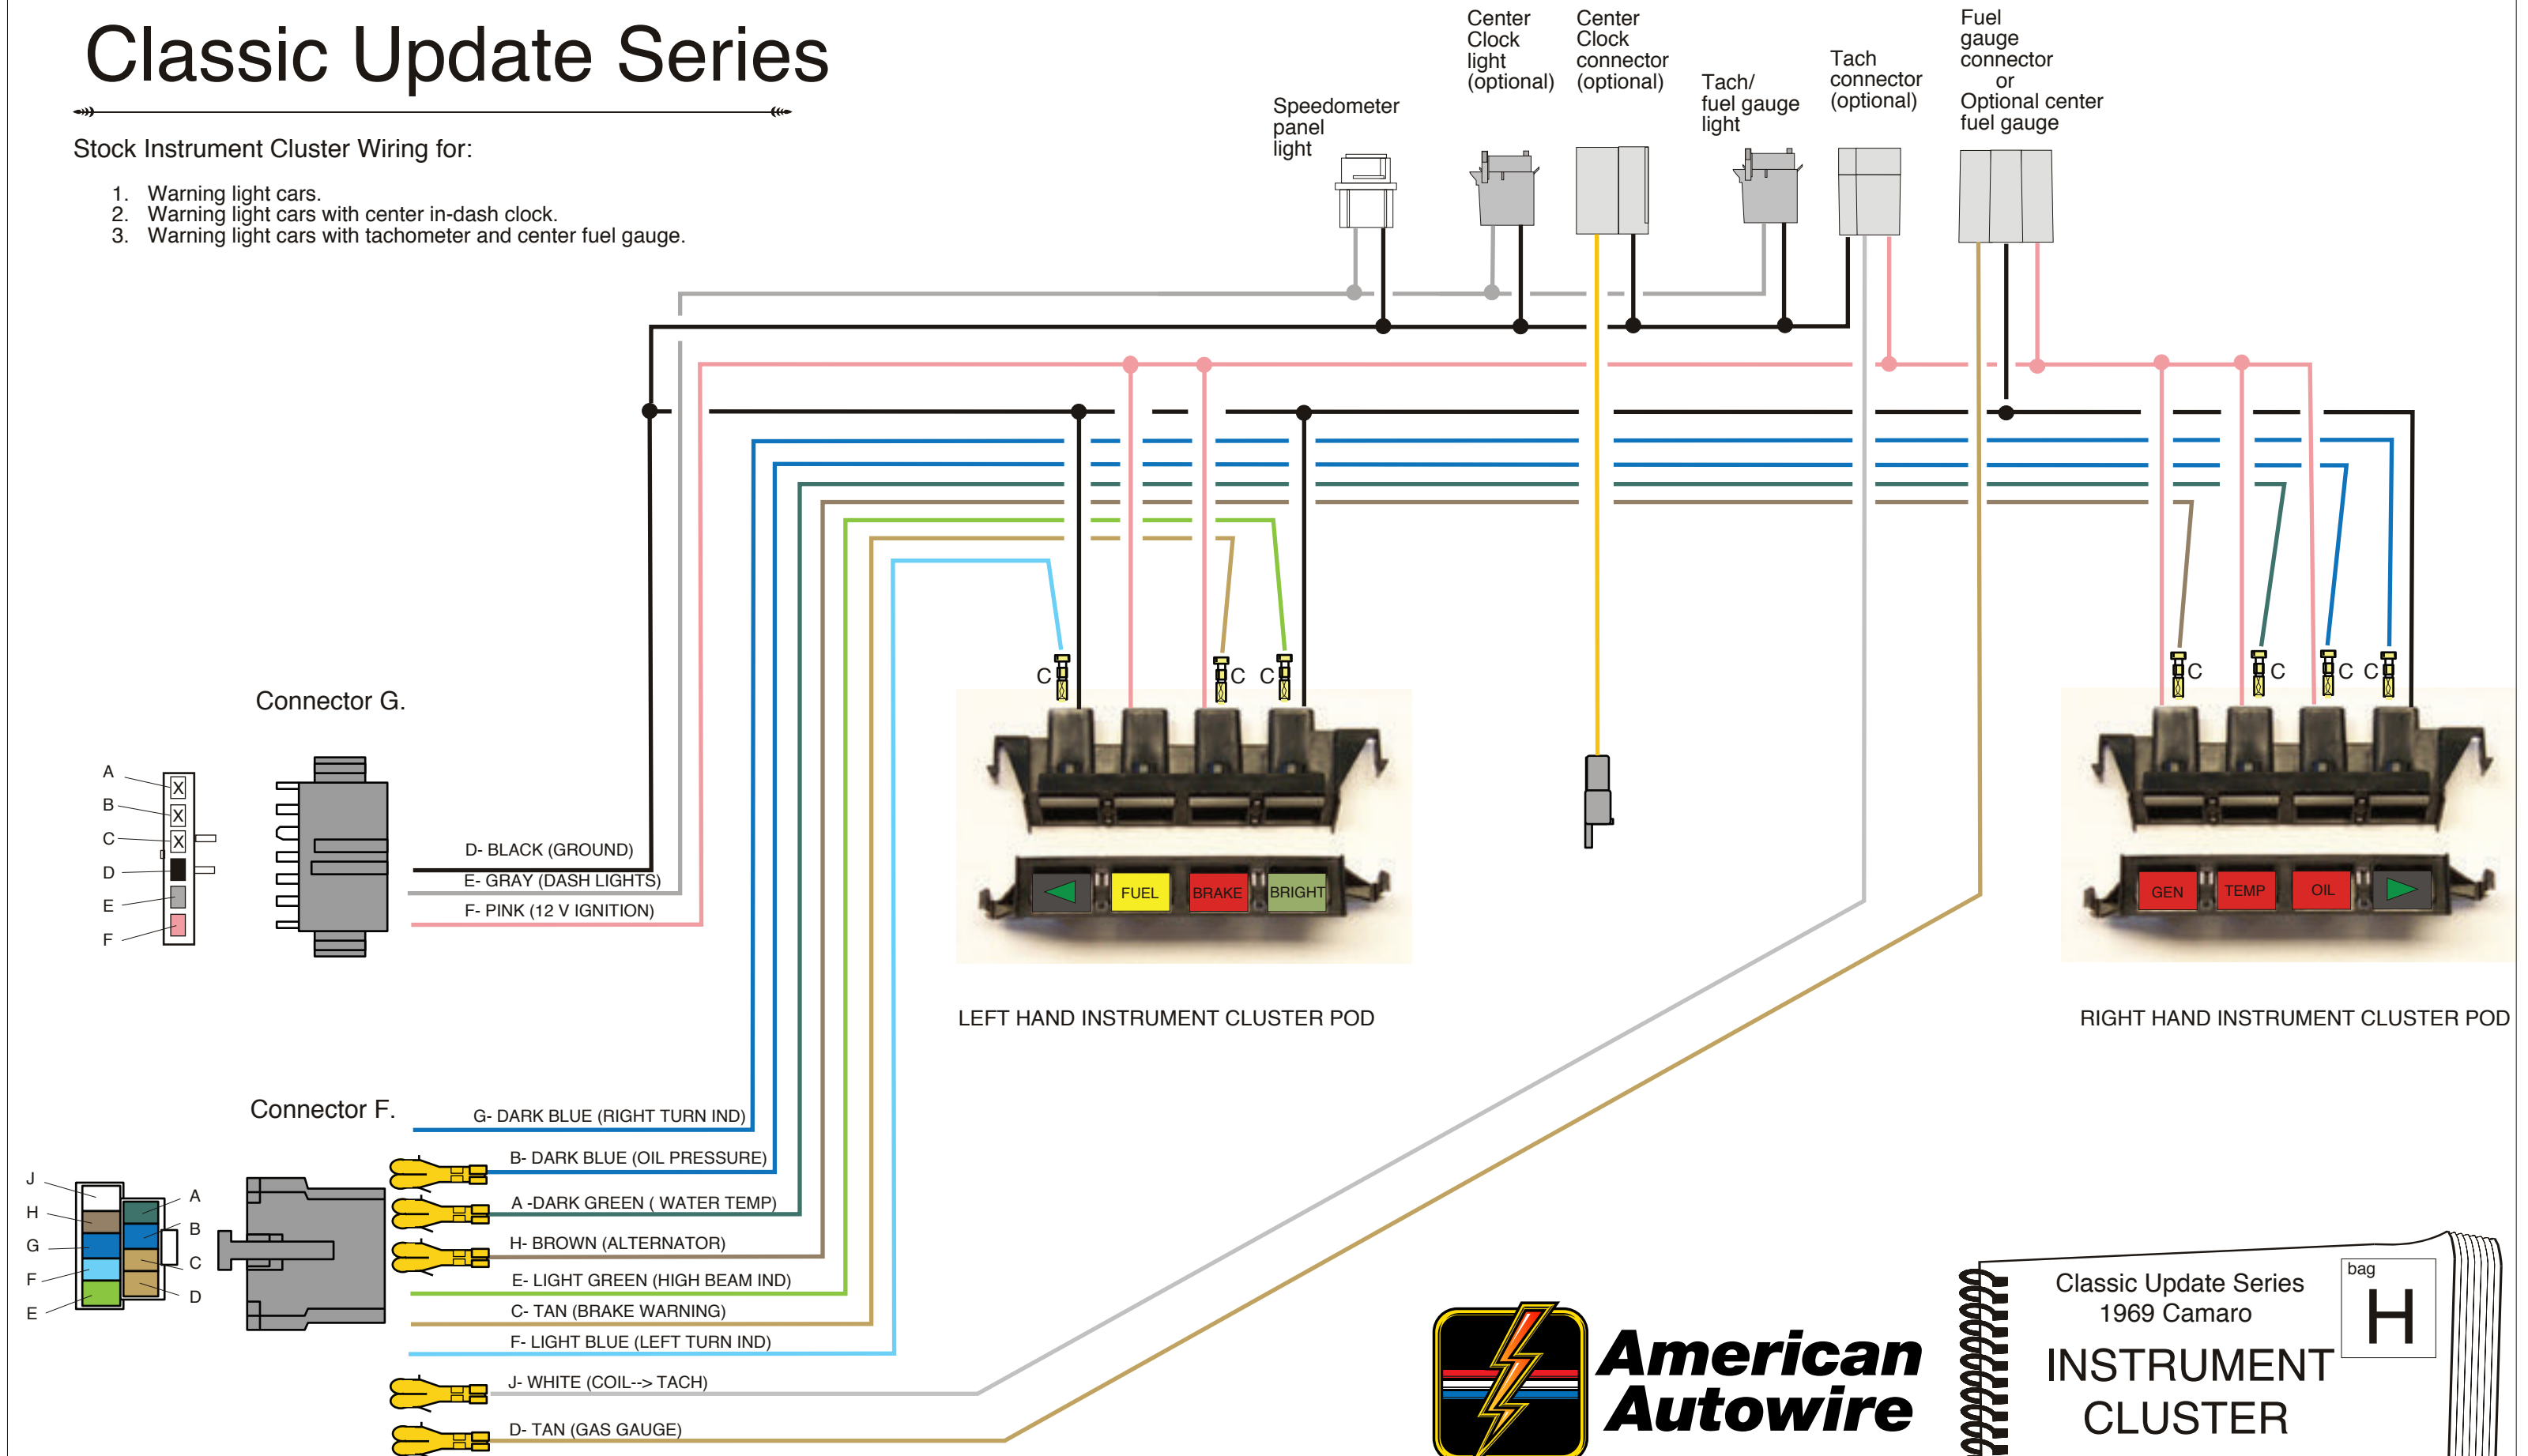 Classic Update Series
Stock Instrument Cluster Wiring for:
1. Warning light cars.
2. Warning light cars with center in-dash clock.
3. Warning light cars with tachometer and center fuel gauge.
Speedometer
panel
light
Center
Clock
light
(optional)
Center
Clock
connector
(optional)
Tach/
fuel gauge
light
Tach
connector
(optional)
Fuel
gauge
connector
or
Optional center
fuel gauge
C
C
C
C
C
C
C
Connector G.
A
B
C
D
E
F
X
X
X
D- BLACK (GROUND)
E- GRAY (DASH LIGHTS)
F- PINK (12 V IGNITION)
FUEL
BRAKE
BRIGHT
GEN
TEMP
OIL
LEFT HAND INSTRUMENT CLUSTER POD
RIGHT HAND INSTRUMENT CLUSTER POD
Connector F.
J
H
G
F
E
A
B
C
D
G- DARK BLUE (RIGHT TURN IND)
B- DARK BLUE (OIL PRESSURE)
A -DARK GREEN ( WATER TEMP)
H- BROWN (ALTERNATOR)
E- LIGHT GREEN (HIGH BEAM IND)
C- TAN (BRAKE WARNING)
F- LIGHT BLUE (LEFT TURN IND)
J- WHITE (COIL--> TACH)
D- TAN (GAS GAUGE)
American
Autowire
Classic Update Series
1969 Camaro
INSTRUMENT
CLUSTER
bag
H